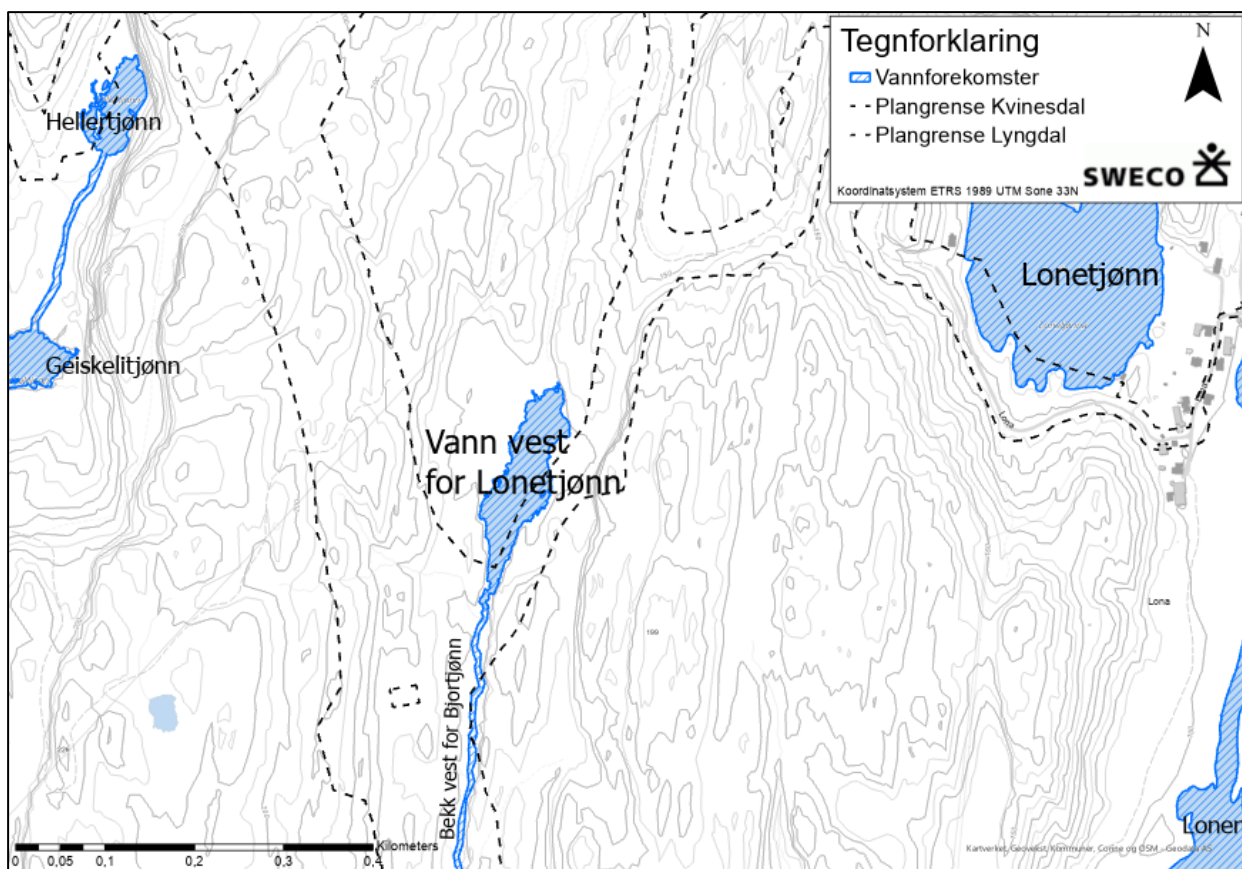 Tegnforklaring
Vannforekomster
Plangrense Kvinesdal
Plangrense Lyngdal
N
SWECO
Koordinatsystem ETRS 1989 UTM Sone 33N
Hellertjønn
Geiskelitjønn
Vann vest
for Lonetjønn
Lonetjønn
Lona
Lona
199
Bekk vest for Bjortjønn
Loner
Kilometers
0 0,05 0,1 0,2 0,3 0,4
Kartverket, Geovekst, Kommuner, Corine og OSM - Geodata AS